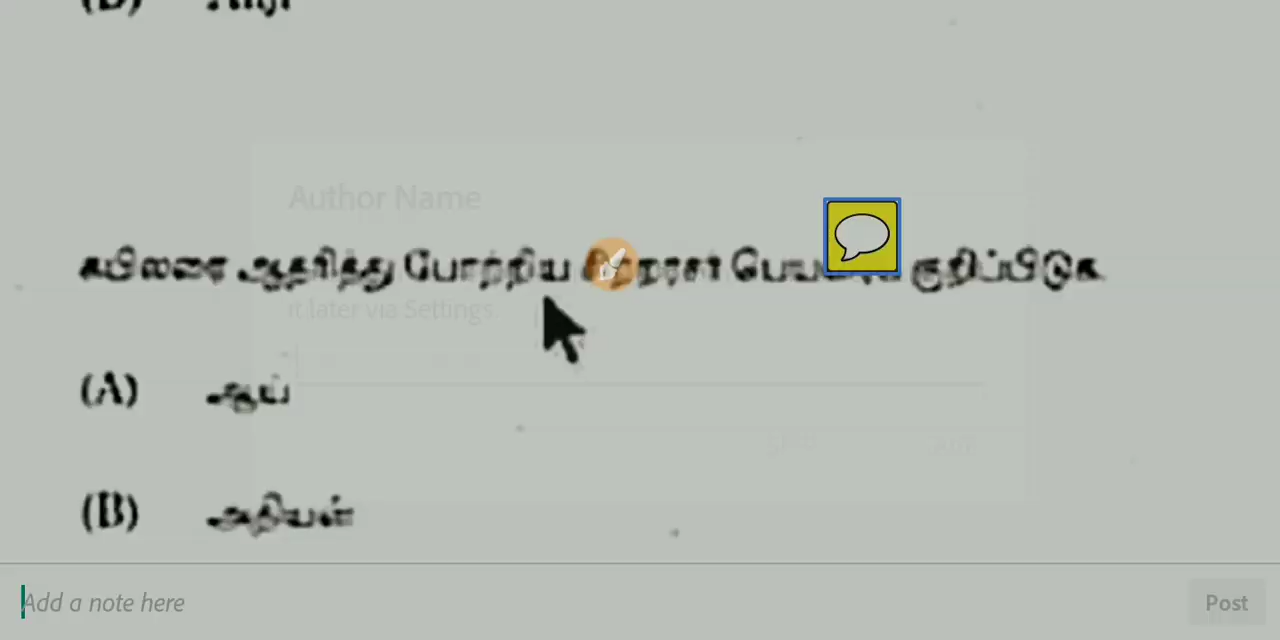 (D)
Author Name
கபிலரை ஆதரித்து போற்றிய குறிப்பிடுக.
it later via Settings.
(A) ஆய்
(B) அதியன்
Add a note here
Post